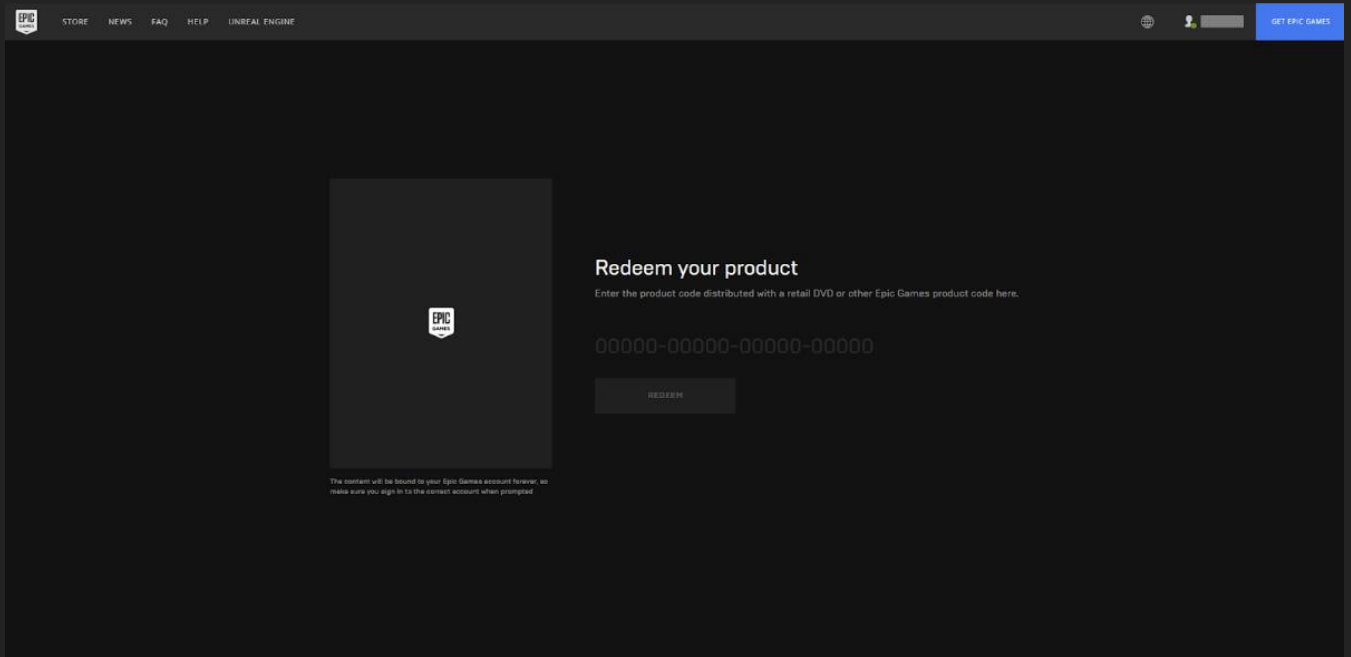 EPIC GAMES
STORE NEWS FAQ HELP UNREAL ENGINE
GET EPIC GAMES
EPIC GAMES
Redeem your product
Enter the product code distributed with a retail DVD or other Epic Games product code here.
00000-00000-00000-00000
REDEEM
The content will be bound to your Epic Games account forever, so
make sure you sign in to the correct account when prompted